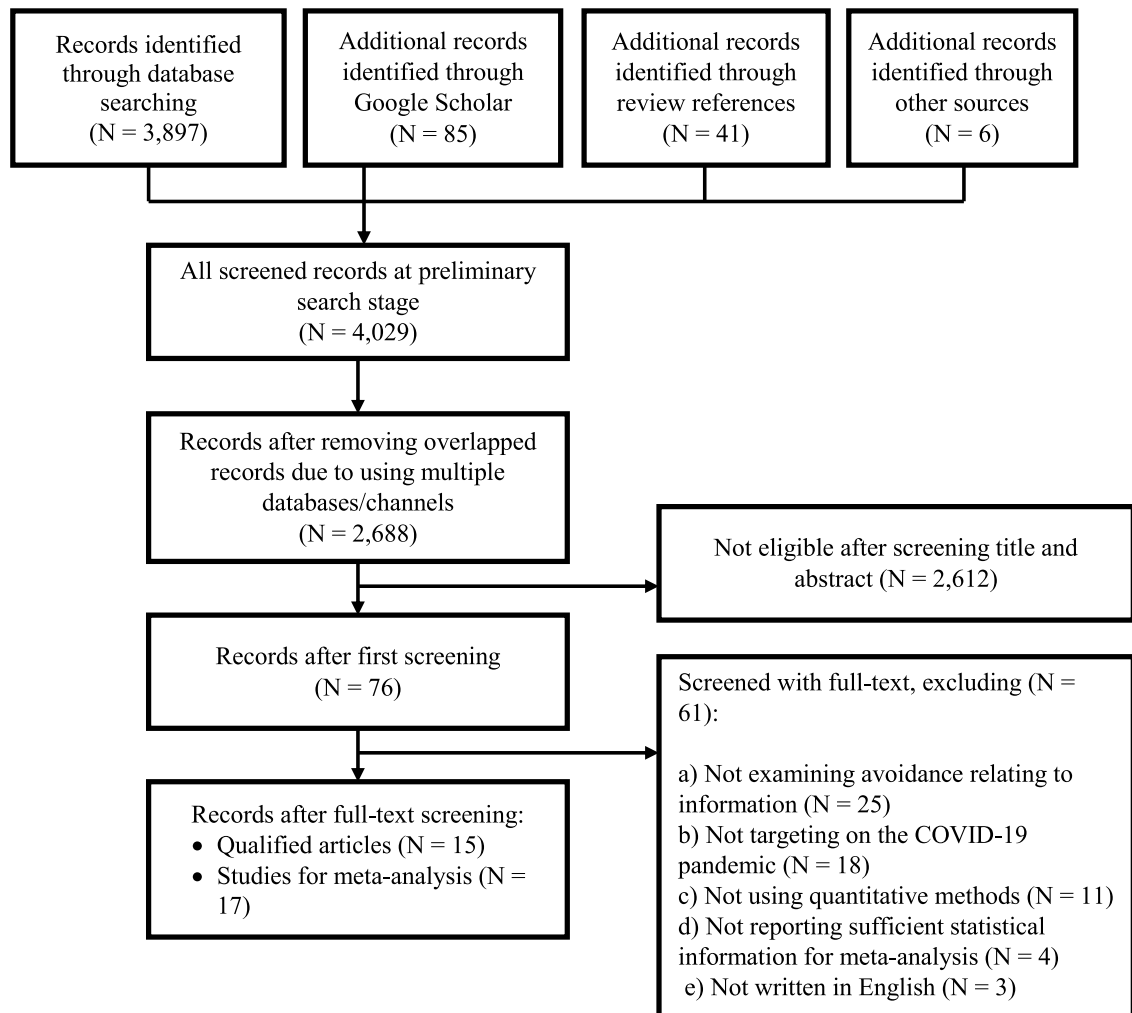 Records identified
through database
searching
(N = 3,897)
Additional records
identified through
Google Scholar
(N = 85)
Additional records
identified through
review references
(N = 41)
Additional records
identified through
other sources
(N = 6)
All screened records at preliminary
search stage
(N = 4,029)
Records after removing overlapped
records due to using multiple
databases/channels
(N = 2,688)
Not eligible after screening title and
abstract (N = 2,612)
Records after first screening
(N = 76)
Screened with full-text, excluding (N =
61):
a) Not examining avoidance relating to
information (N = 25)
b) Not targeting on the COVID-19
pandemic (N = 18)
c) Not using quantitative methods (N = 11)
d) Not reporting sufficient statistical
information for meta-analysis (N = 4)
e) Not written in English (N = 3)
Records after full-text screening:
• Qualified articles (N = 15)
• Studies for meta-analysis (N =
17)